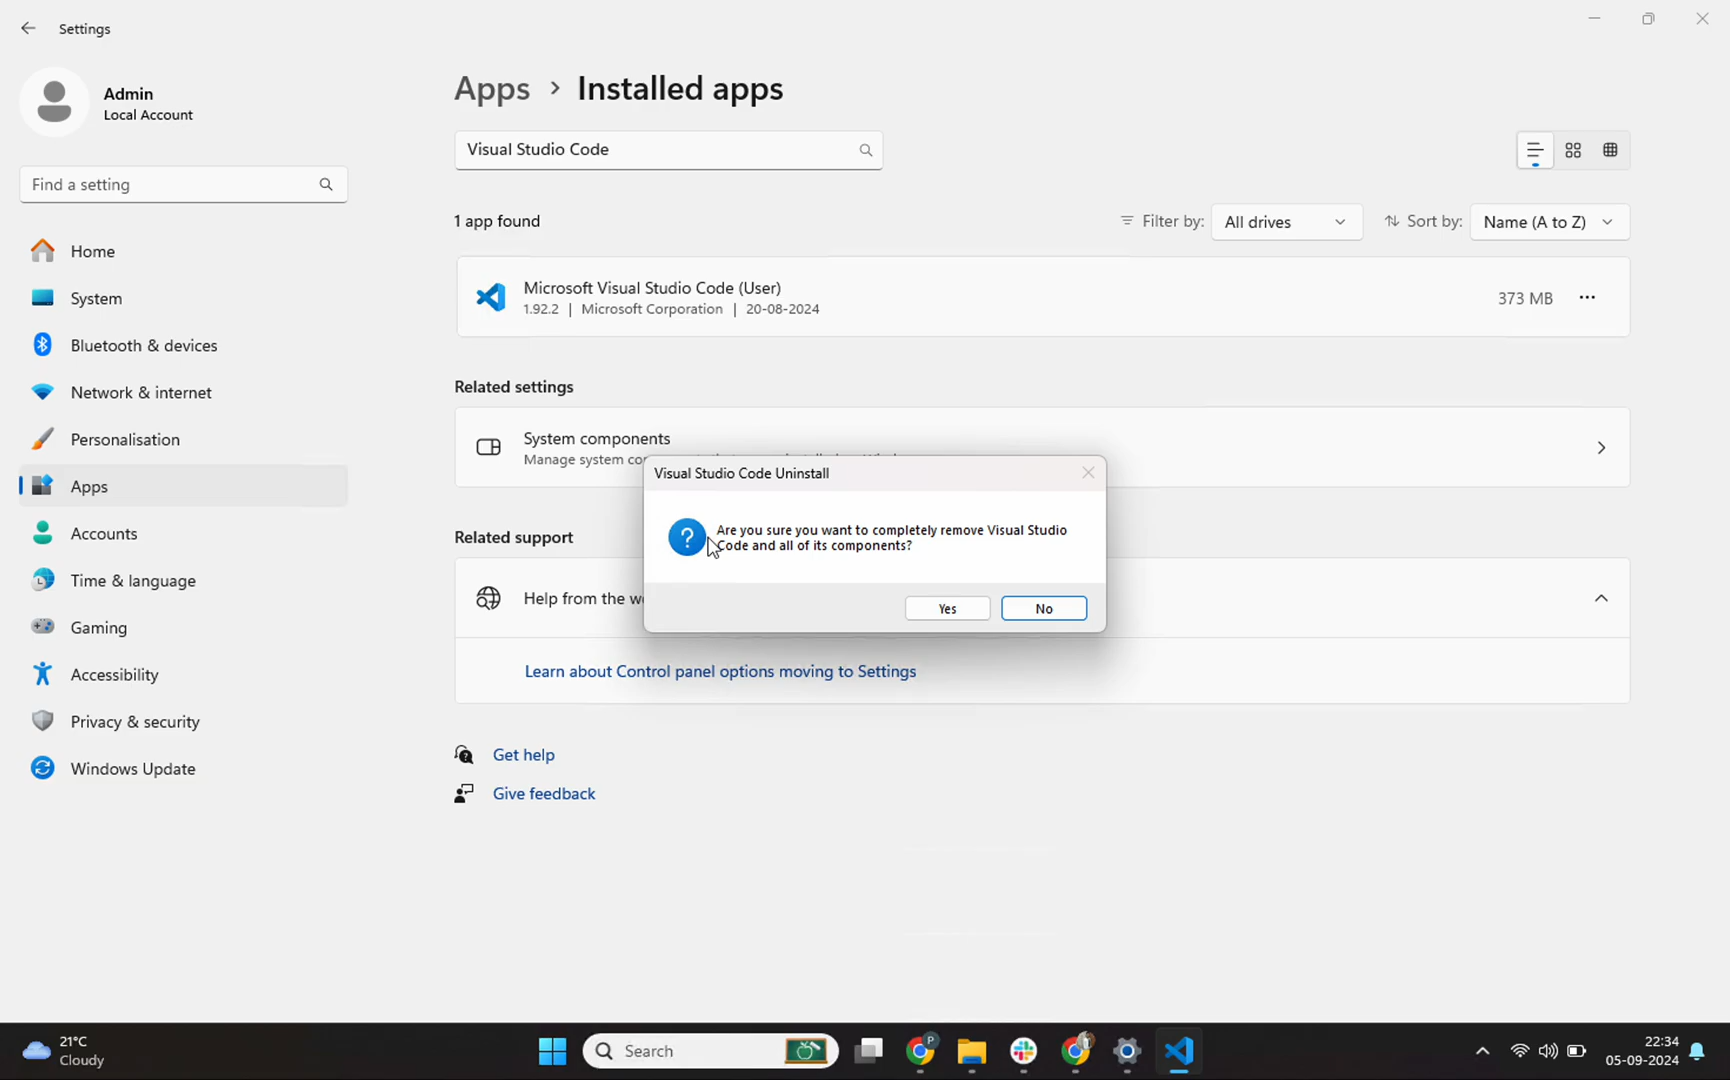 Settings
Admin
Local Account
Find a setting
Home
System
Bluetooth & devices
Network & internet
Personalisation
Apps
Accounts
Time & language
Gaming
Accessibility
Privacy & security
Windows Update
Apps > Installed apps
Visual Studio Code
1 app found
Filter by: All drives Sort by: Name (A to Z)
Microsoft Visual Studio Code (User)
1.92.2 | Microsoft Corporation | 20-08-2024
373 MB
Related settings
System components
Manage system
Related support
Help from the
Learn about Control panel options moving to Settings
Get help
Give feedback
Visual Studio Code Uninstall
?
Are you sure you want to completely remove Visual Studio
Code and all of its components?
Yes No
21°C
Cloudy
Search
P
22:34
05-09-2024